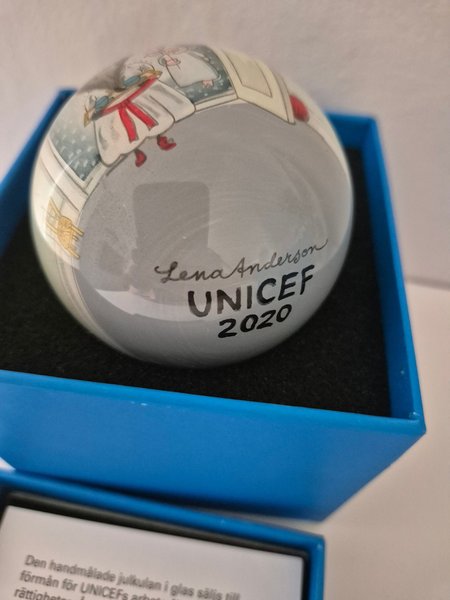 Lena Anderson
UNICEF
2020
Den handmålade julkulan i glas säljs till
förmån för UNICEFs arbete